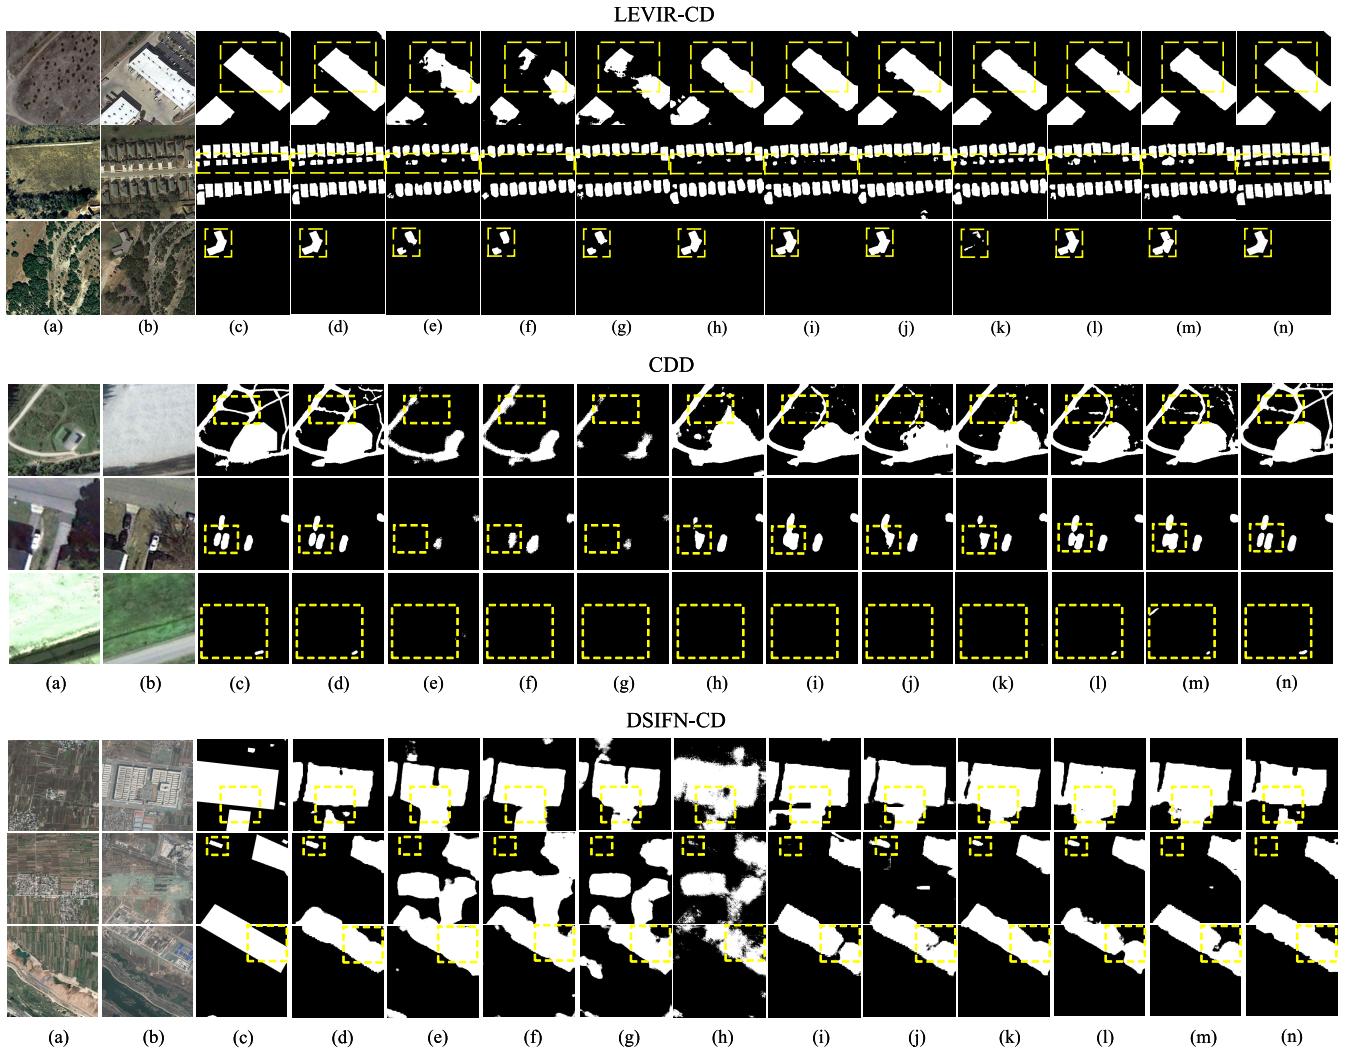 LEVIR-CD
(a) (b) (c) (d) (e) (f) (g) (h) (i) (j) (k) (l) (m) (n)
CDD
(a) (b) (c) (d) (e) (f) (g) (h) (i) (j) (k) (l) (m) (n)
DSIFN-CD
(a) (b) (c) (d) (e) (f) (g) (h) (i) (j) (k) (l) (m) (n)